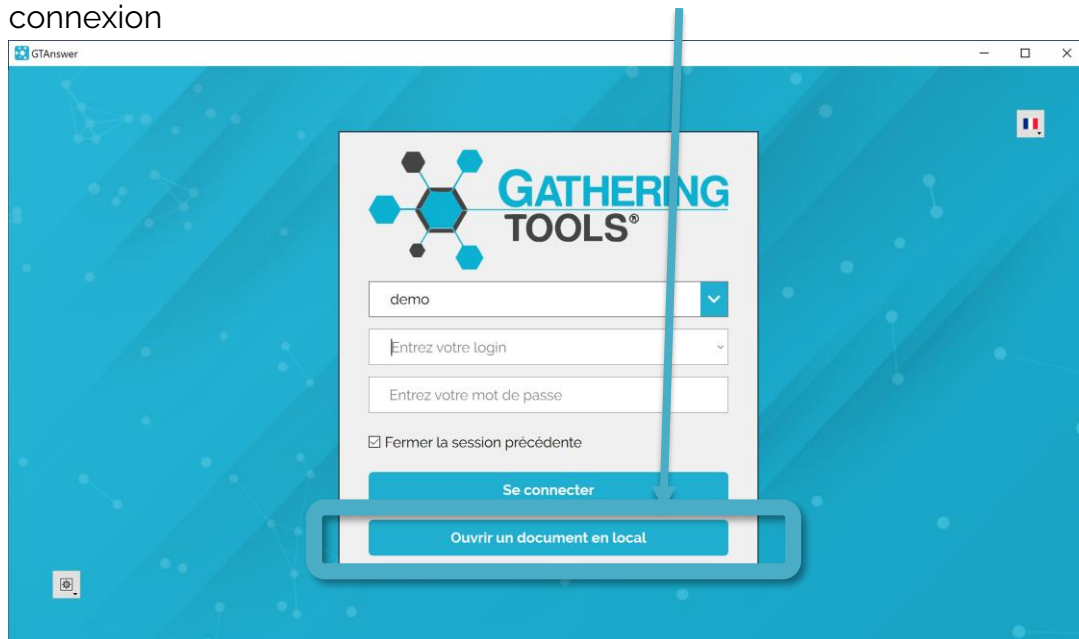 connexion
GTAnswer
GATHERING
TOOLS®
demo
Entrez votre login
Entrez votre mot de passe
Fermer la session précédente
Se connecter
Ouvrir un document en local